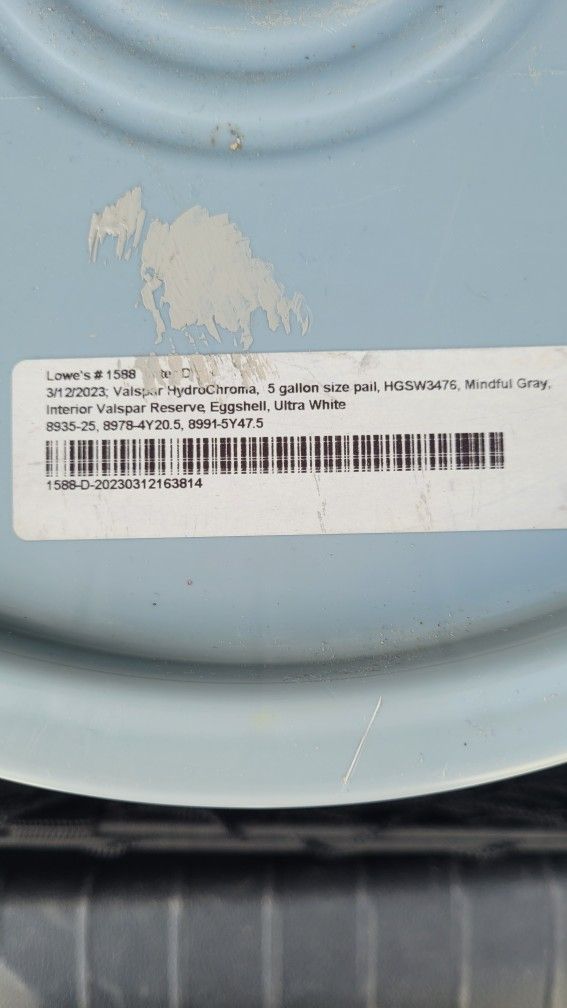 Lowe's # 1588
3/12/2023; Valspar HydroChroma, 5 gallon size pail, HGSW3476, Mindful Gray,
Interior Valspar Reserve, Eggshell, Ultra White
8935-25, 8978-4Y20.5, 8991-5Y47.5
1588-D-20230312163814